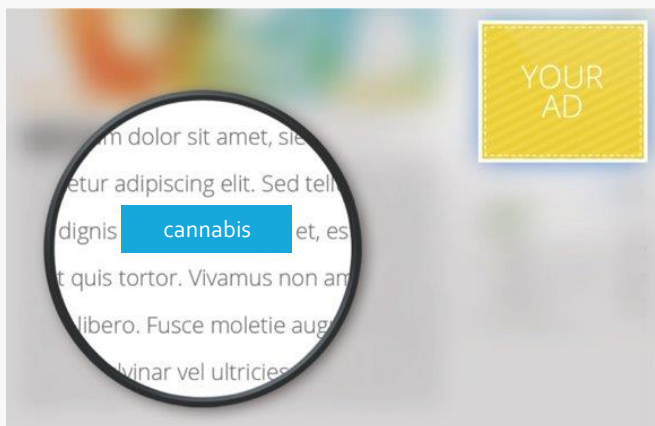 m dolor sit amet, sie
etur adipiscing elit. Sed tell
dignis cannabis et, es
t quis tortor. Vivamus non am
libero. Fusce moletie aug
lvinar vel ultricies
YOUR
AD